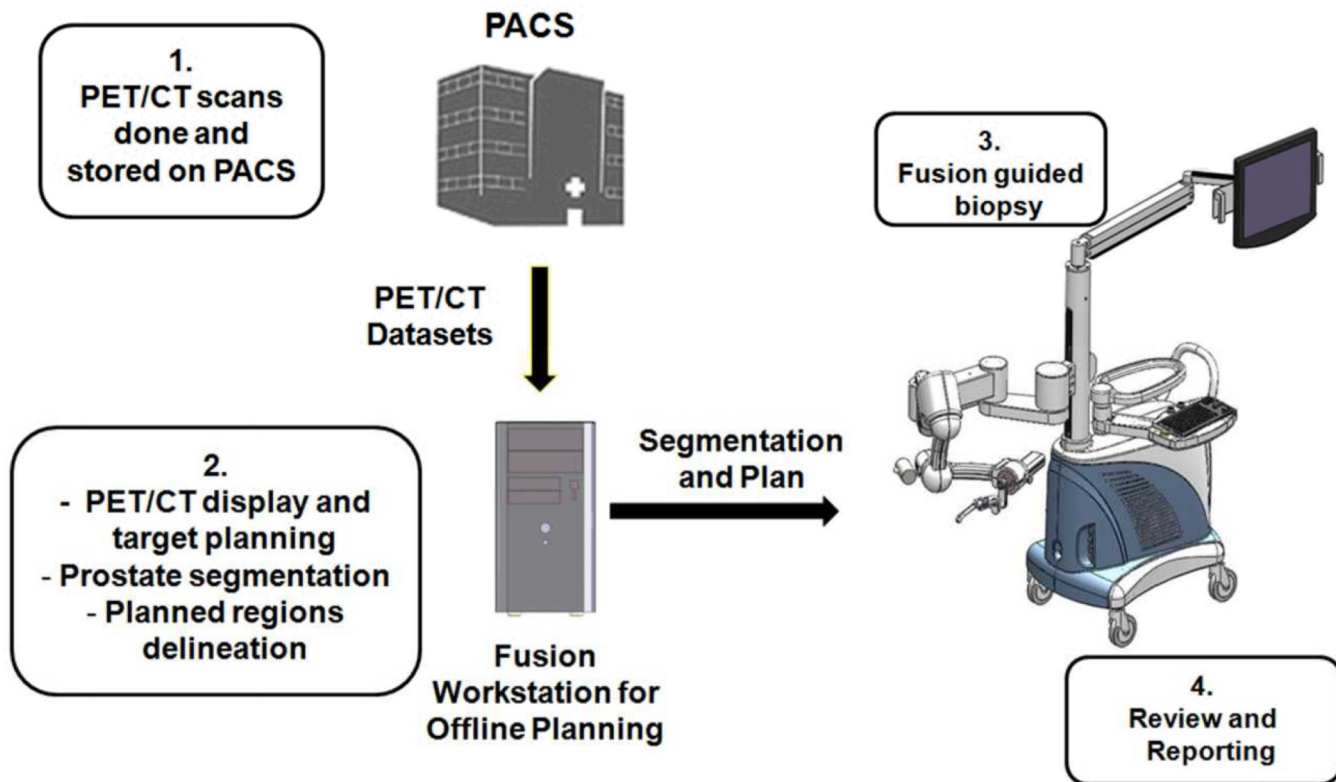 PACS
1.
PET/CT scans
done and
stored on PACS
3.
Fusion guided
biopsy
PET/CT
Datasets
2.
- PET/CT display and
target planning
- Prostate segmentation
- Planned regions
delineation
Segmentation
and Plan
Fusion
Workstation for
Offline Planning
4.
Review and
Reporting